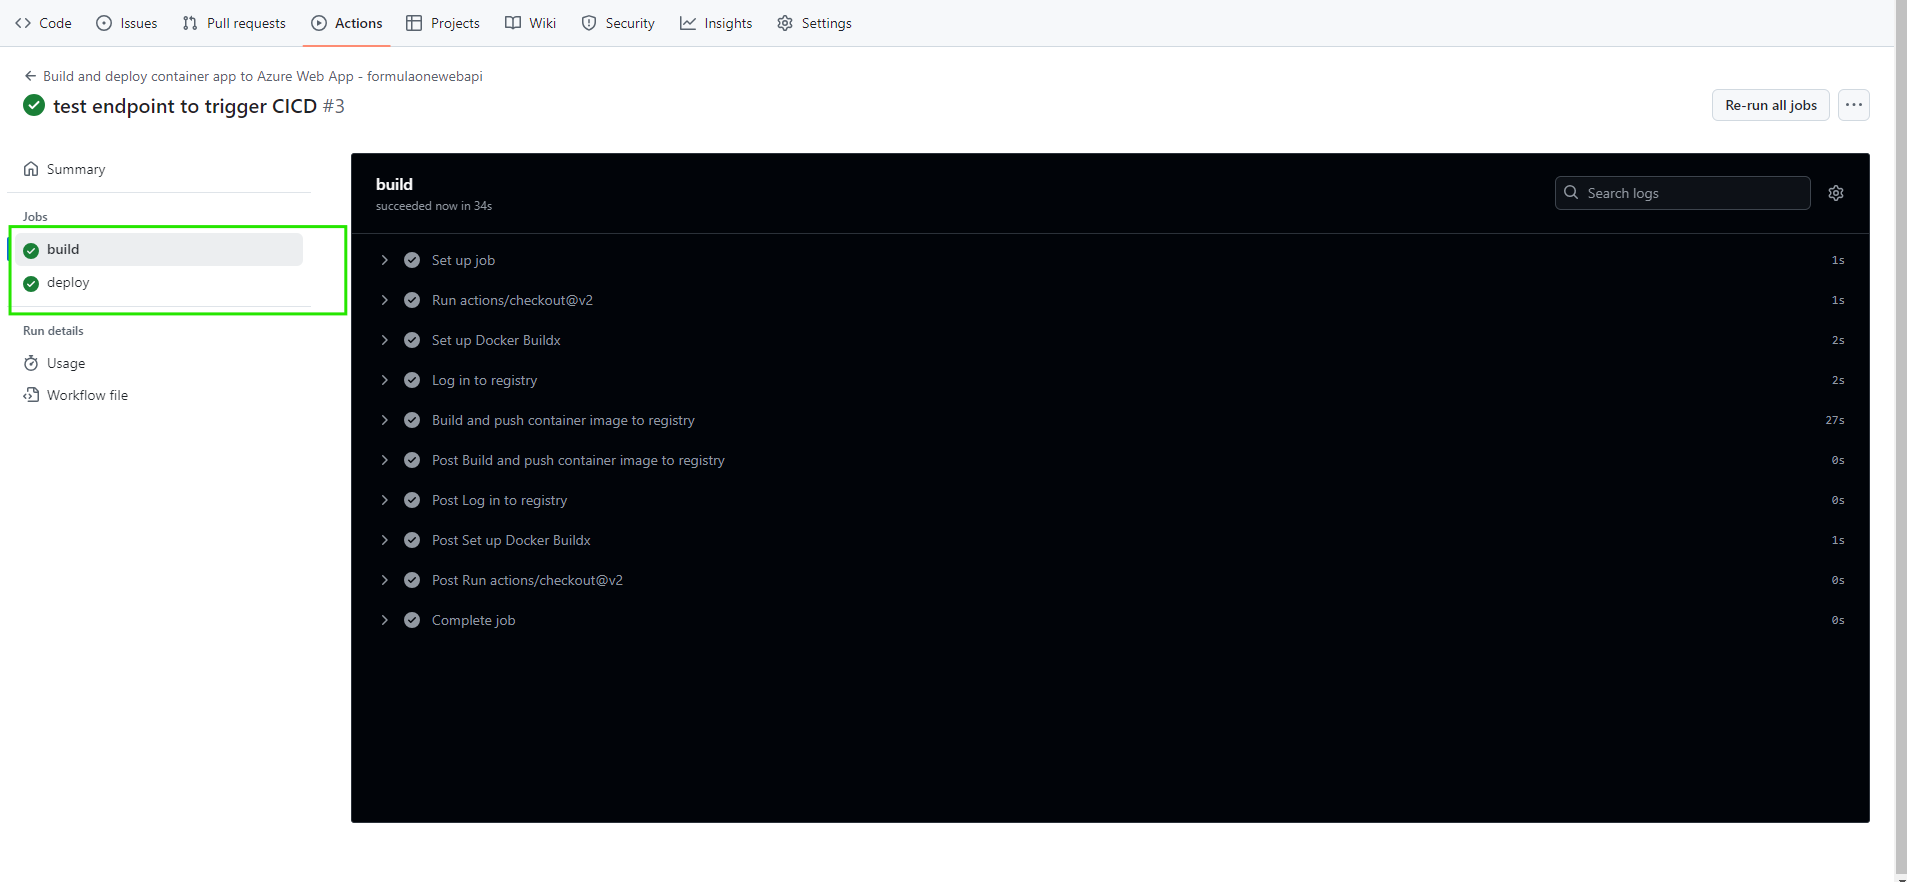 Code Issues Pull requests Actions Projects Wiki Security Insights Settings
Build and deploy container app to Azure Web App - formulaonewebapi
test endpoint to trigger CICD #3
Re-run all jobs
Summary
Jobs
build
deploy
Run details
Usage
Workflow file
build
succeeded now in 34s
Search logs
Set up job 1s
Run actions/checkout@v2 1s
Set up Docker Buildx 2s
Log in to registry 2s
Build and push container image to registry 27s
Post Build and push container image to registry 0s
Post Log in to registry 0s
Post Set up Docker Buildx 1s
Post Run actions/checkout@v2 0s
Complete job 0s